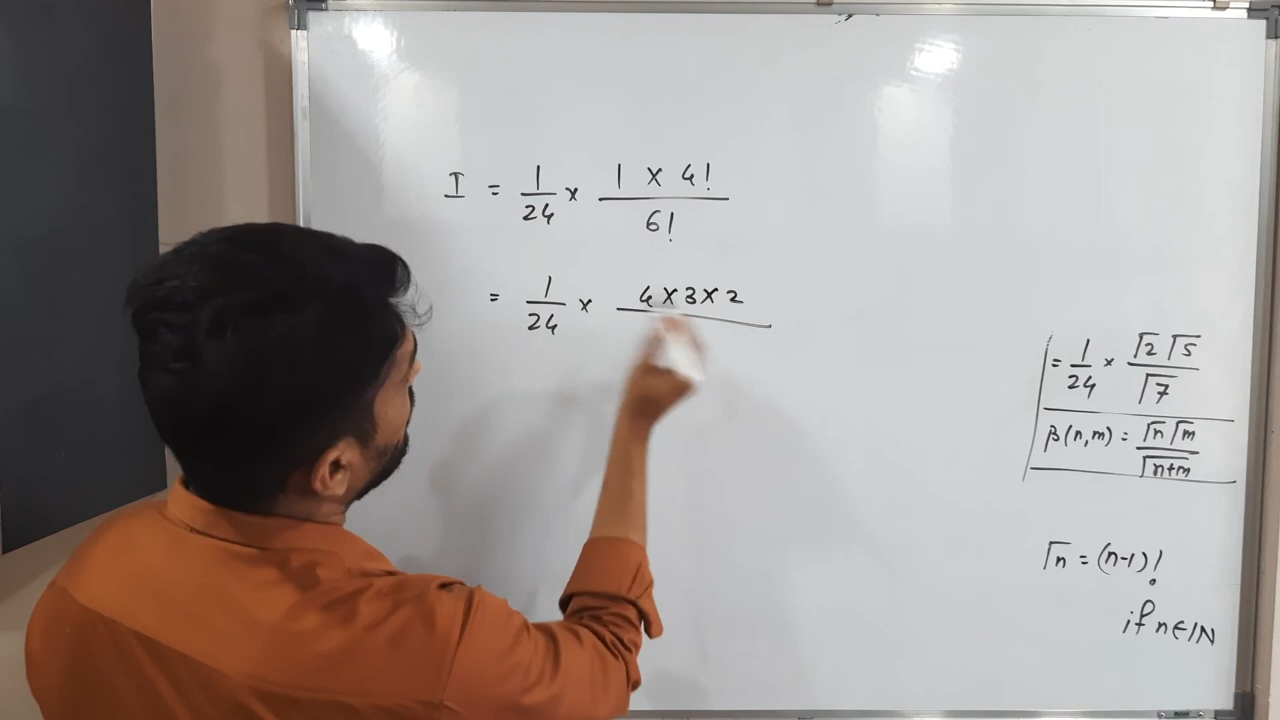 I = 1/24 × (1 × 4!)/6!
= 1/24 × 4×3×2
= 1/24 × (Γ2 Γ5)/Γ7
β(n,m) = (Γn Γm)/Γn+m
Γn = (n-1)!
if n∈IN